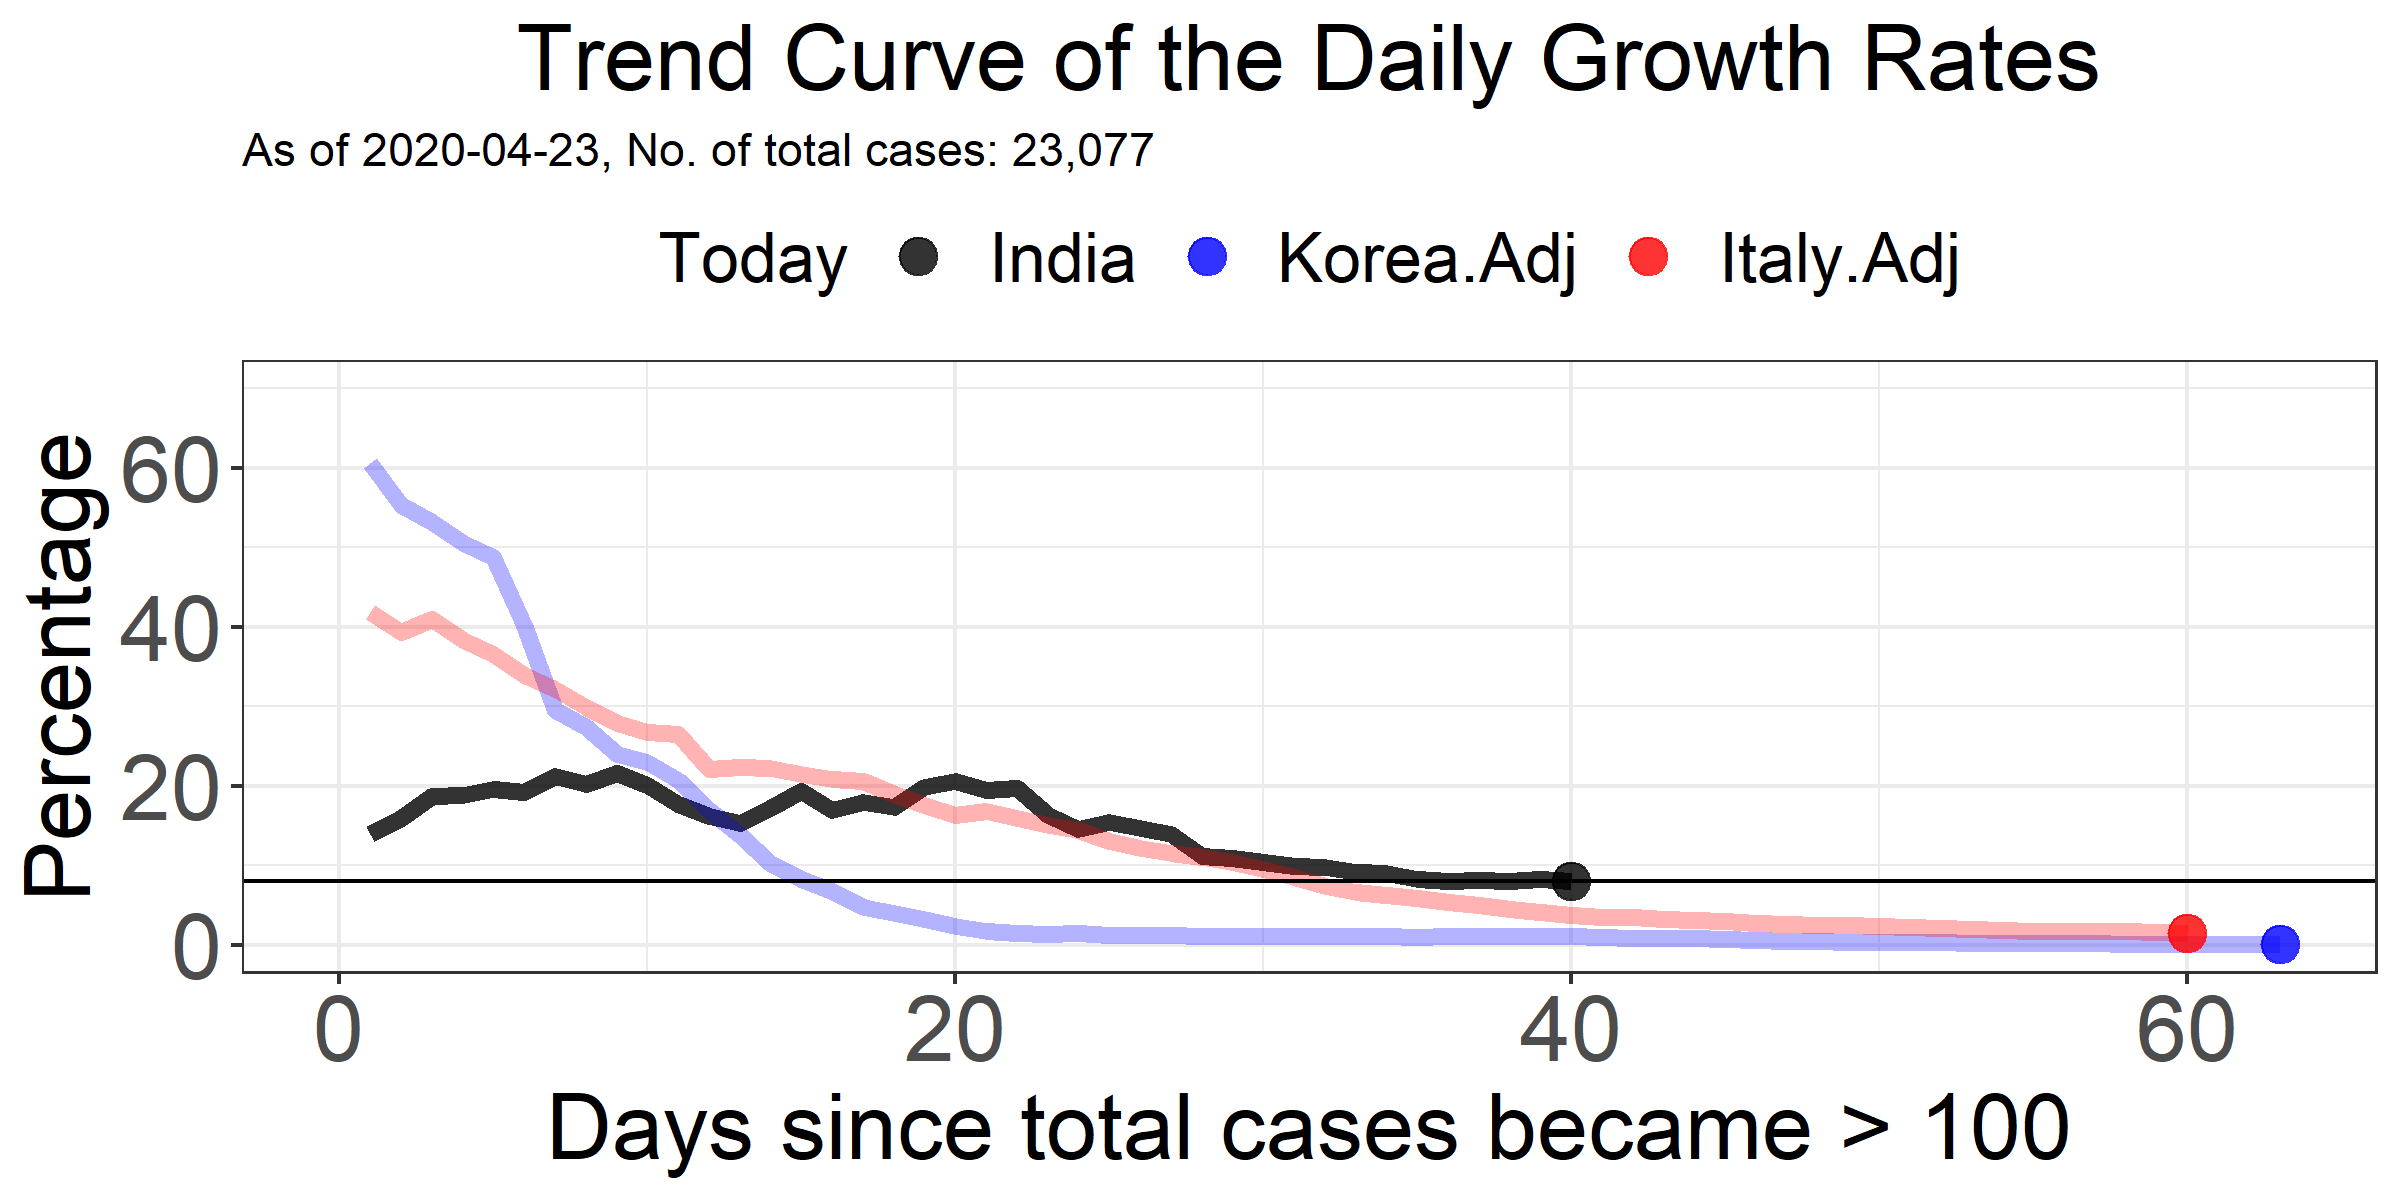 Trend Curve of the Daily Growth Rates
As of 2020-04-23, No. of total cases: 23,077
Today India Korea.Adj Italy.Adj
Percentage
60
40
20
0
0 20 40 60
Days since total cases became > 100